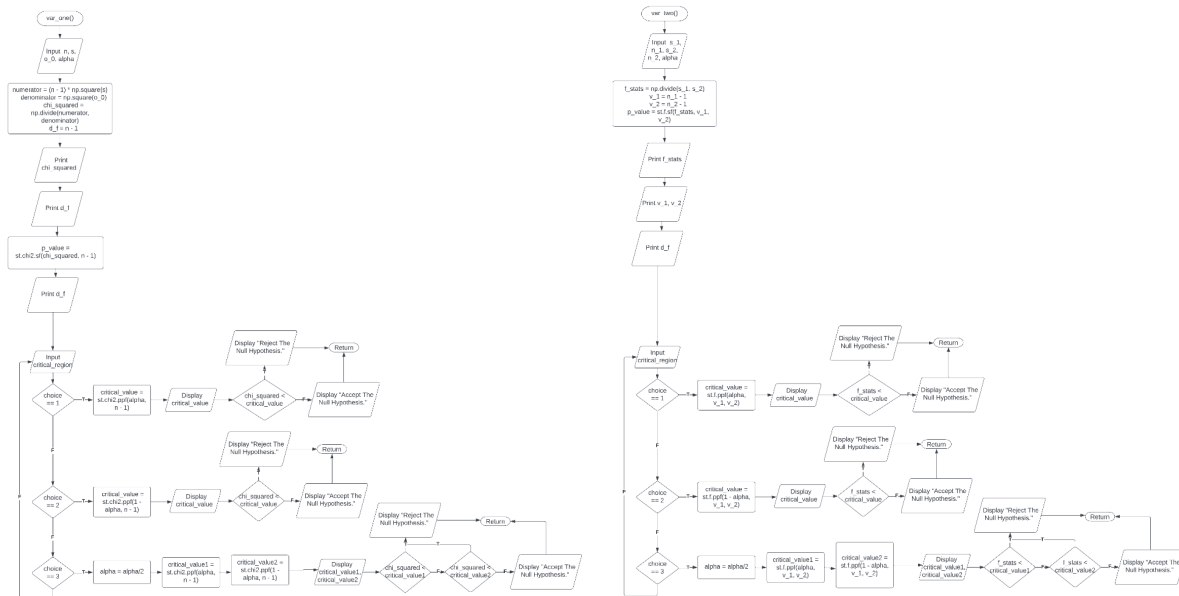 var_one()
Input n, s,
o_0, alpha
numerator = (n - 1) * np.square(s)
denominator = np.square(o_0)
chi_squared =
np.divide(numerator,
denominator)
d_f = n - 1
Print
chi_squared
Print d_f
p_value =
st.chi2.sf(chi_squared, n - 1)
Print d_f
Input
critical_region
choice
== 1
T
critical_value =
st.chi2.ppf(alpha,
n - 1)
Display
critical_value
chi_squared <
critical_value
T
Display "Reject The
Null Hypothesis."
Return
F
Display "Accept The
Null Hypothesis."
F
choice
== 2
T
critical_value =
st.chi2.ppf(1 -
alpha, n - 1)
Display
critical_value
chi_squared <
critical_value
T
Display "Reject The
Null Hypothesis."
Return
F
Display "Accept The
Null Hypothesis."
F
F
choice
== 3
T
alpha = alpha/2
critical_value1 =
st.chi2.ppf(alpha,
n - 1)
critical_value2 =
st.chi2.ppf(1 -
alpha, n - 1)
Display
critical_value1,
critical_value2
chi_squared <
critical_value1
F
chi_squared <
critical_value2
T
Display "Reject The
Null Hypothesis."
Return
F
Display "Accept The
Null Hypothesis."
var_two()
Input s_1,
n_1, s_2,
n_2, alpha
f_stats = np.divide(s_1, s_2)
v_1 = n_1 - 1
v_2 = n_2 - 1
p_value = st.f.sf(f_stats, v_1,
v_2)
Print f_stats
Print v_1, v_2
Print d_f
Input
critical_region
choice
== 1
T
critical_value =
st.f.ppf(alpha,
v_1, v_2)
Display
critical_value
f_stats <
critical_value
T
Display "Reject The
Null Hypothesis."
Return
F
Display "Accept The
Null Hypothesis."
F
choice
== 2
T
critical_value =
st.f.ppf(1 - alpha,
v_1, v_2)
Display
critical_value
f_stats <
critical_value
T
Display "Reject The
Null Hypothesis."
Return
F
Display "Accept The
Null Hypothesis."
F
F
choice
== 3
T
alpha = alpha/2
critical_value1 =
st.f.ppf(alpha,
v_1, v_2)
critical_value2 =
st.f.ppf(1 - alpha,
v_1, v_2)
Display
critical_value1,
critical_value2
f_stats <
critical_value1
F
f_stats <
critical_value2
T
Display "Reject The
Null Hypothesis."
Return
F
Display "Accept The
Null Hypothesis."